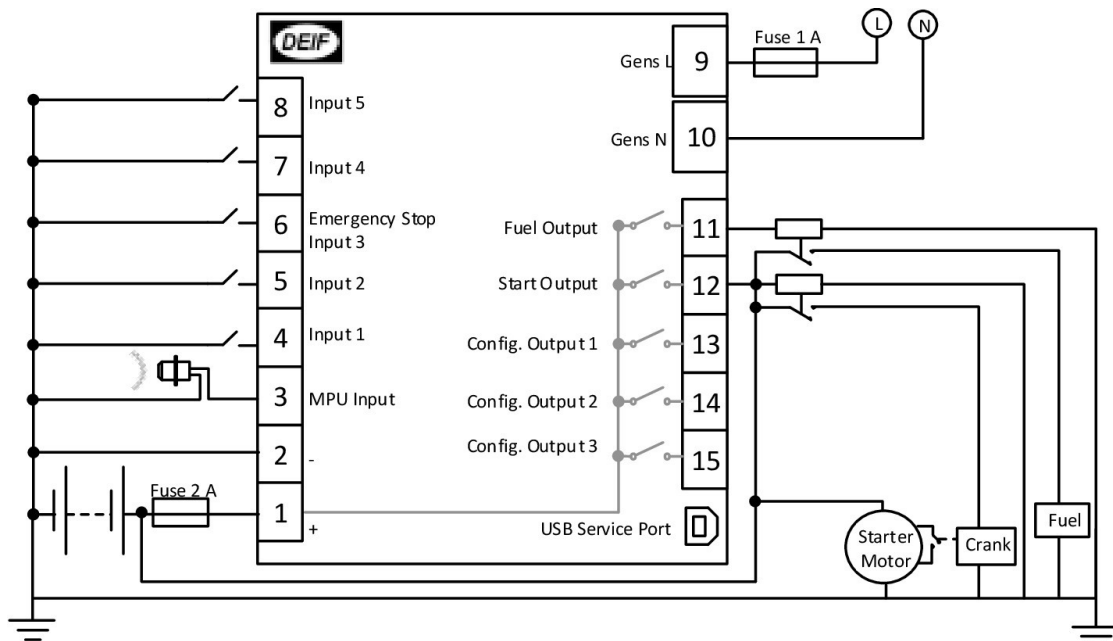 DEIF
L
N
Fuse 1 A
Gens L
9
Gens N
10
8
Input 5
7
Input 4
6
Emergency Stop
Input 3
5
Input 2
4
Input 1
3
MPU Input
2
-
Fuse 2 A
1
+
Fuel Output
11
Start Output
12
Config. Output 1
13
Config. Output 2
14
Config. Output 3
15
USB Service Port
Starter
Motor
Crank
Fuel